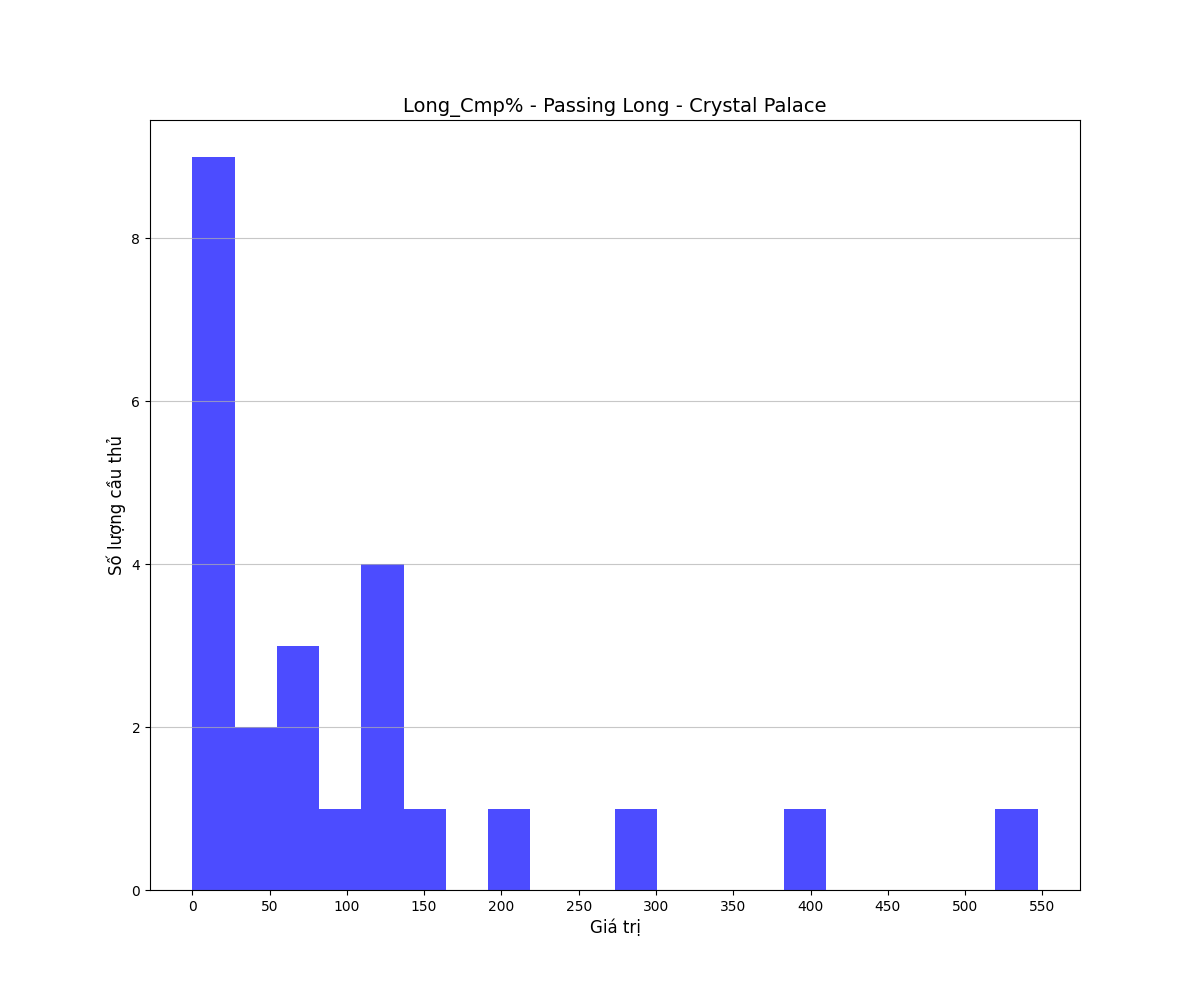 Long_Cmp% - Passing Long - Crystal Palace
Số lượng cầu thủ
8
6
4
2
0
0 50 100 150 200 250 300 350 400 450 500 550
Giá trị